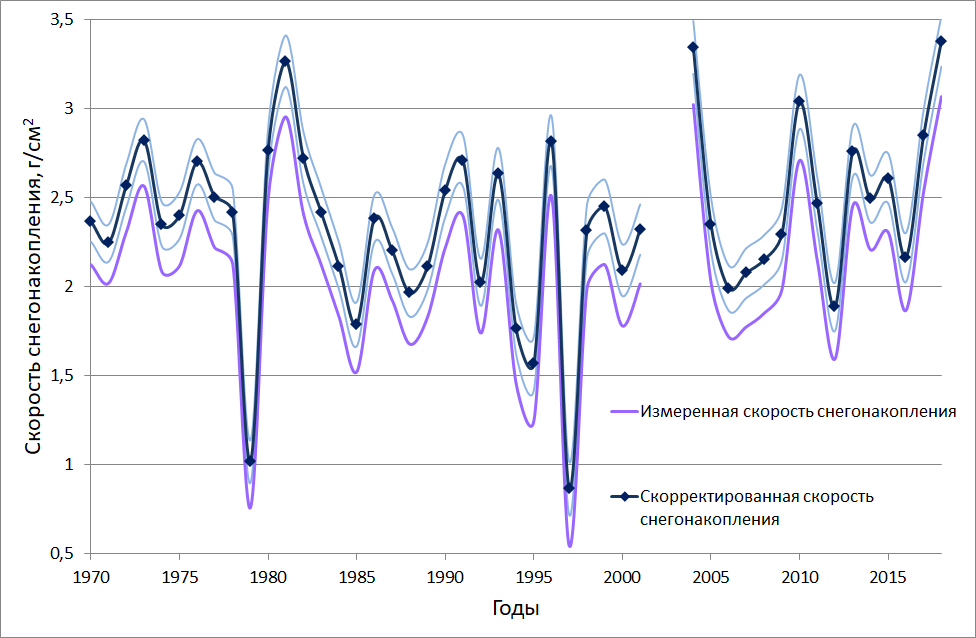 Скорость снегонакопления, г/см²
3,5
3
2,5
2
1,5
1
0,5
1970 1975 1980 1985 1990 1995 2000 2005 2010 2015
Годы
Измеренная скорость снегонакопления
Скорректированная скорость
снегонакопления